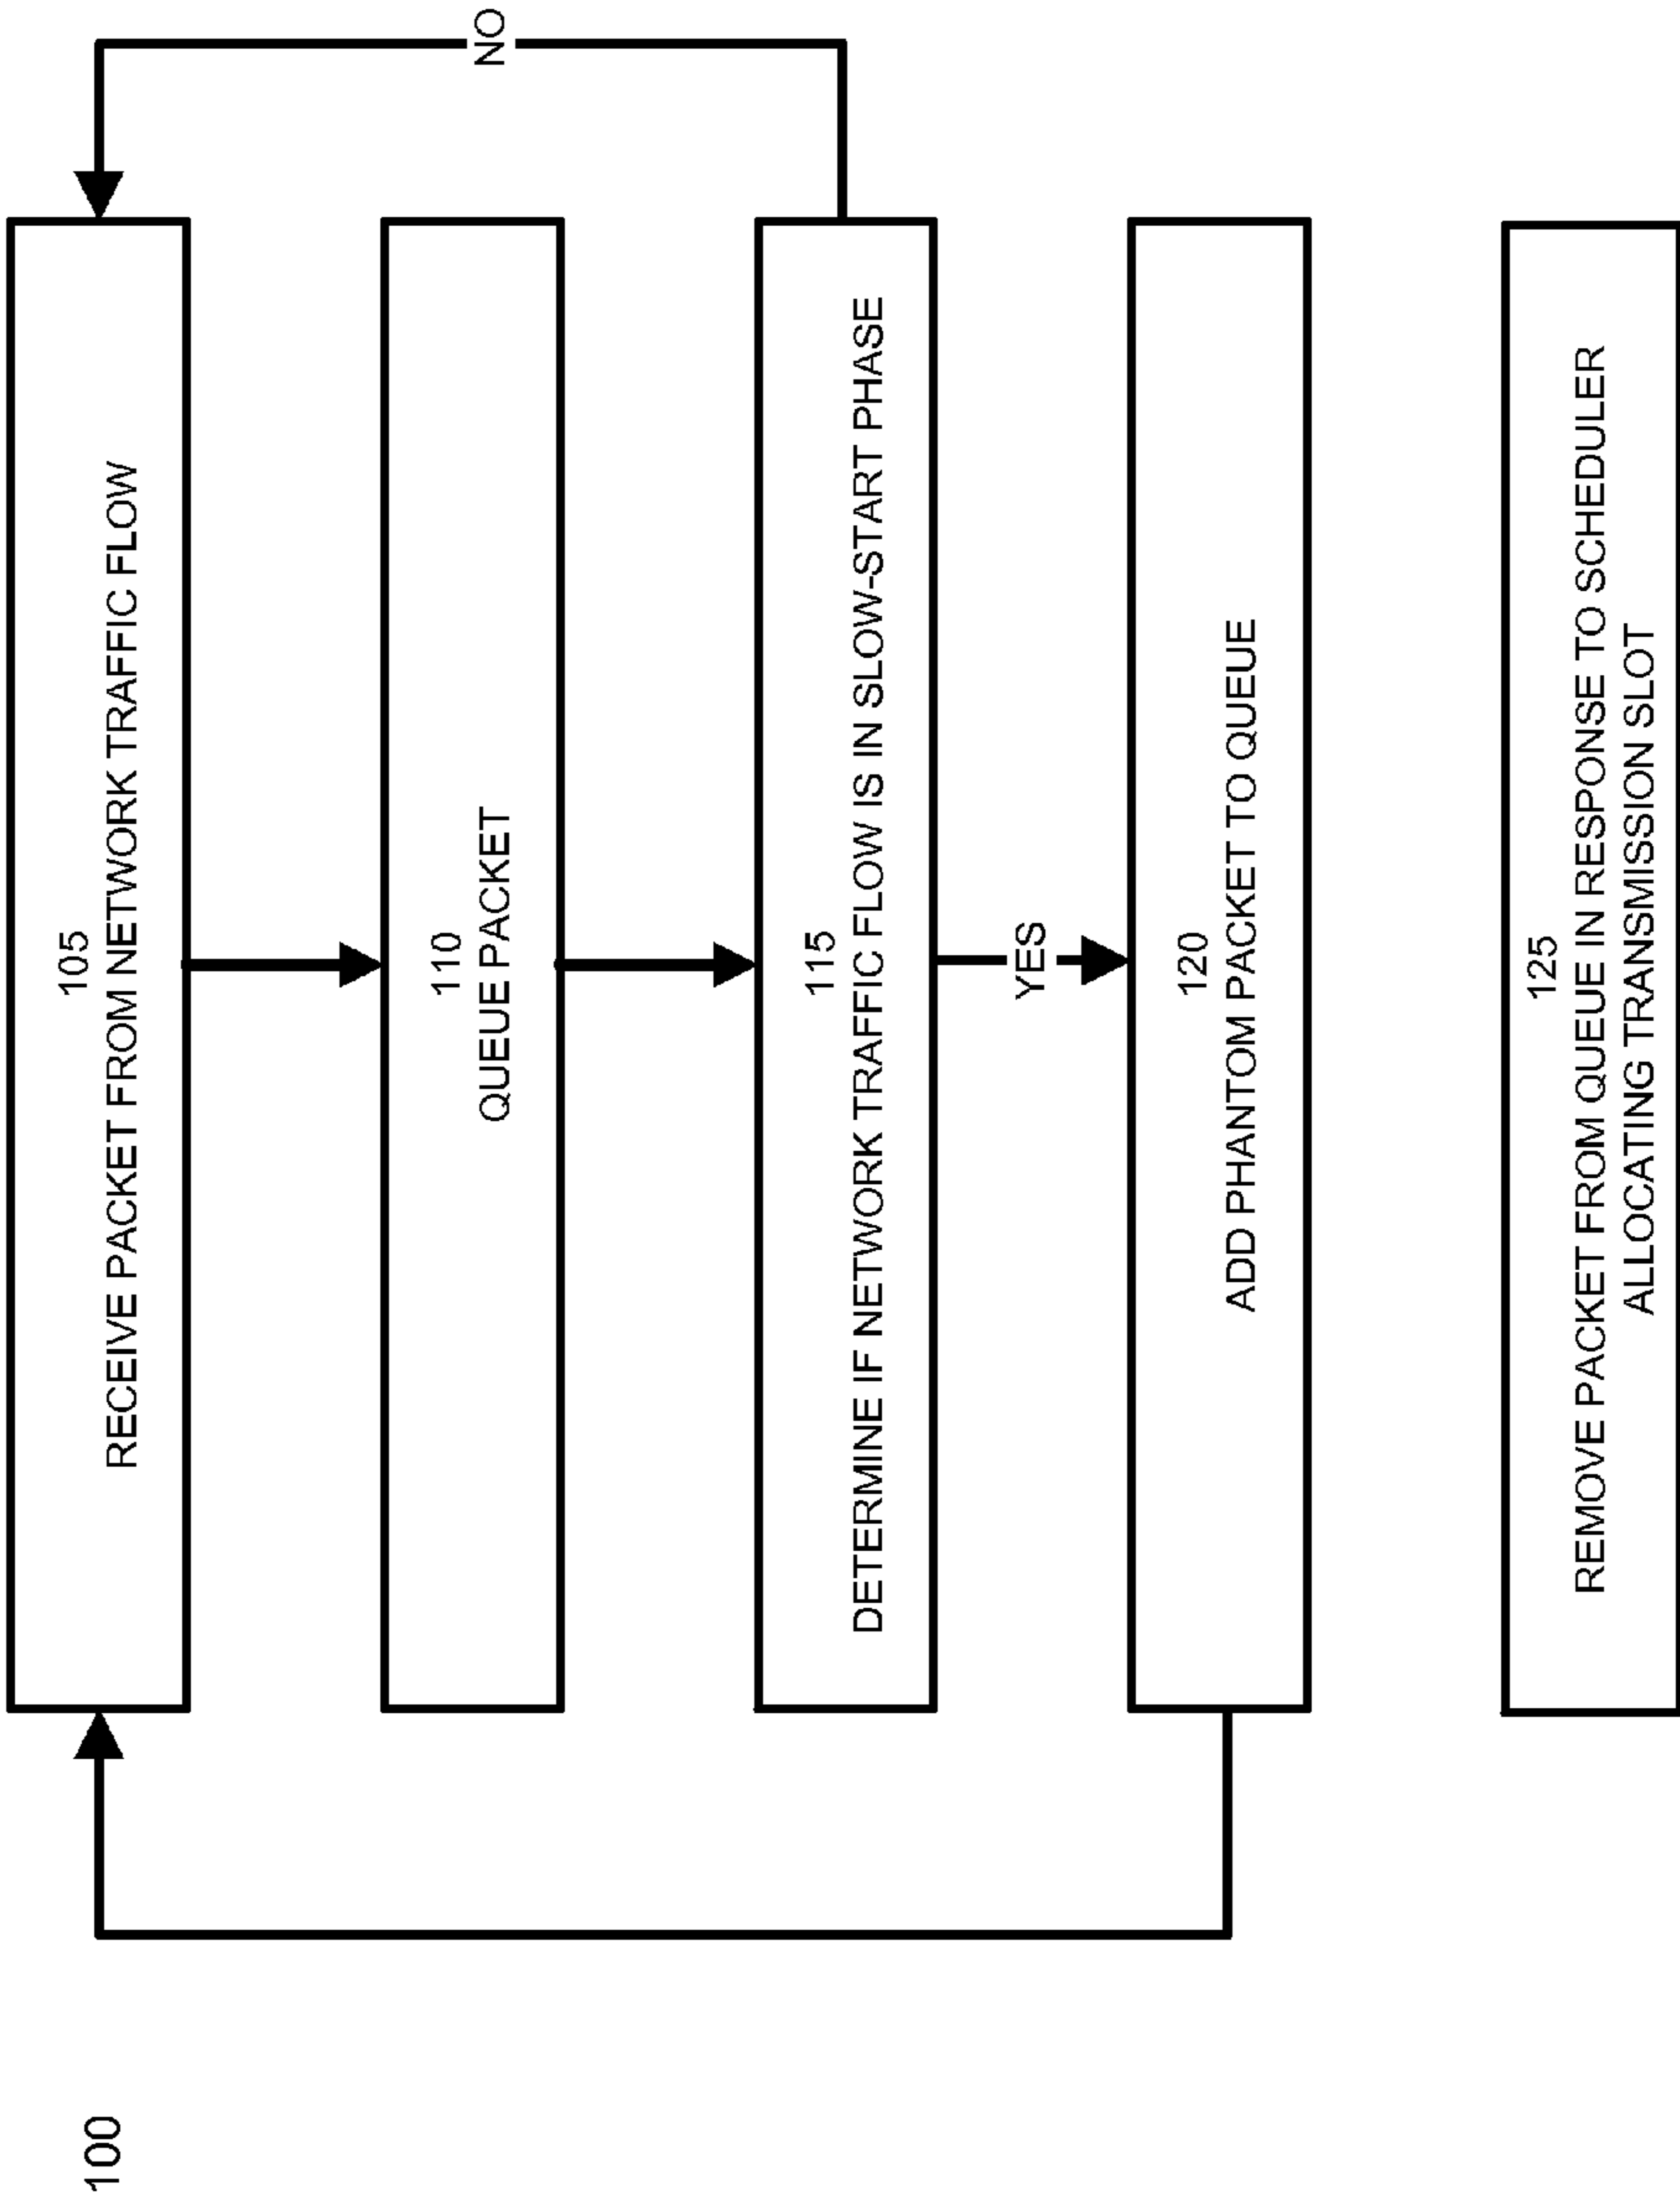 100
105
RECEIVE PACKET FROM NETWORK TRAFFIC FLOW
110
QUEUE PACKET
NO
115
DETERMINE IF NETWORK TRAFFIC FLOW IS IN SLOW-START PHASE
YES
120
ADD PHANTOM PACKET TO QUEUE
125
REMOVE PACKET FROM QUEUE IN RESPONSE TO SCHEDULER
ALLOCATING TRANSMISSION SLOT